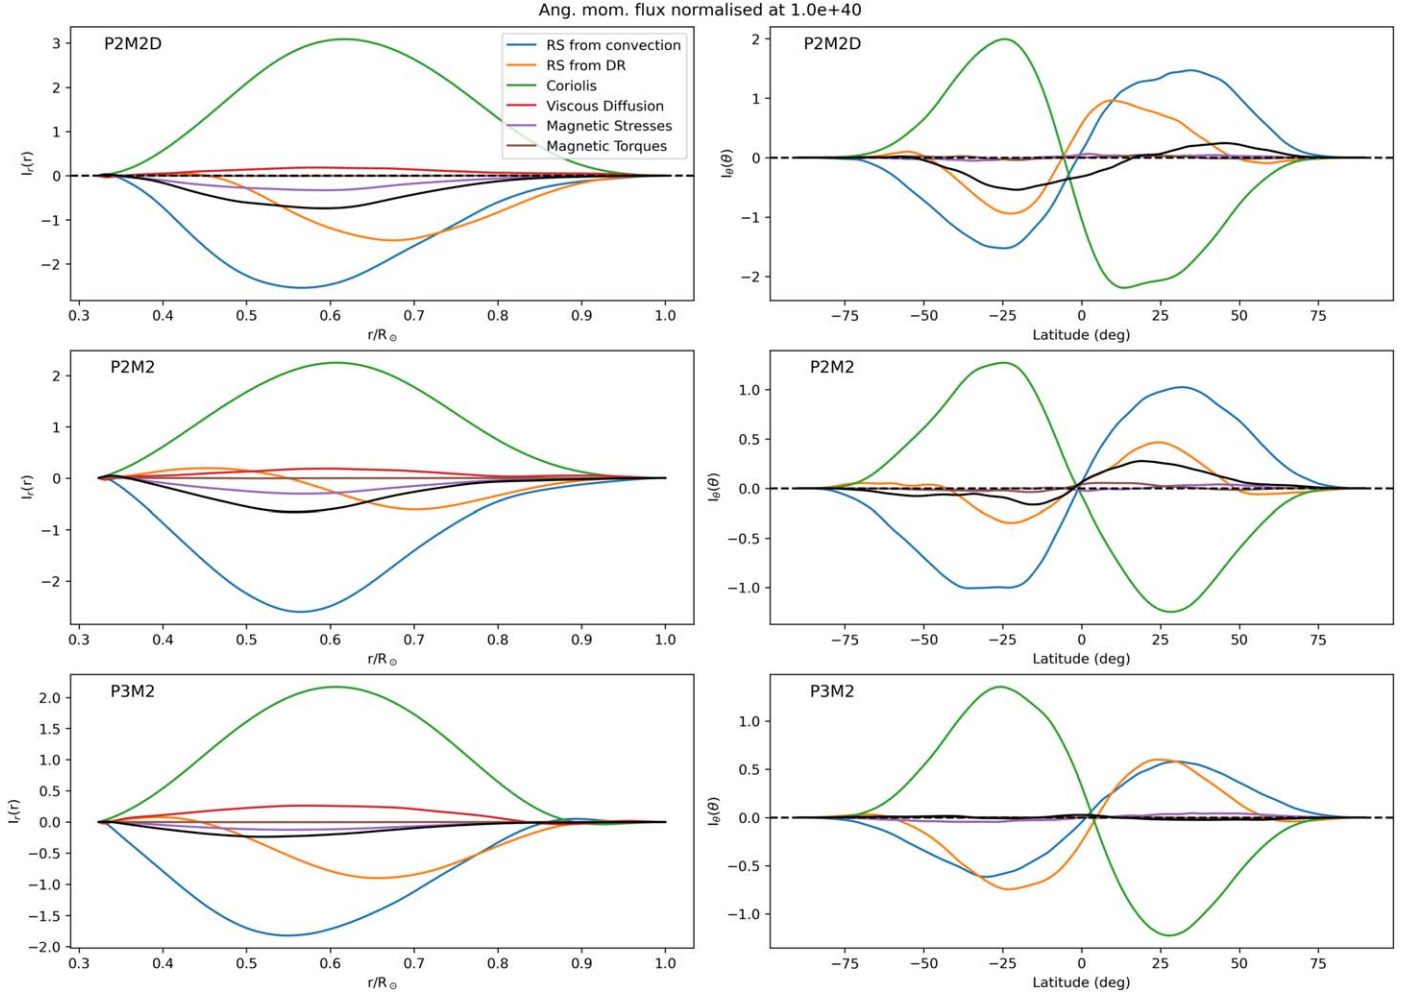 Ang. mom. flux normalised at 1.0e+40
P2M2D
RS from convection
RS from DR
Coriolis
Viscous Diffusion
Magnetic Stresses
Magnetic Torques
3
2
1
0
−1
−2
I_r(r)
0.3 0.4 0.5 0.6 0.7 0.8 0.9 1.0
r/R_⊙
P2M2D
2
1
0
−1
−2
I_θ(θ)
−75 −50 −25 0 25 50 75
Latitude (deg)
P2M2
2
1
0
−1
−2
I_r(r)
0.3 0.4 0.5 0.6 0.7 0.8 0.9 1.0
r/R_⊙
P2M2
1.0
0.5
0.0
−0.5
−1.0
I_θ(θ)
−75 −50 −25 0 25 50 75
Latitude (deg)
P3M2
2.0
1.5
1.0
0.5
0.0
−0.5
−1.0
−1.5
−2.0
I_r(r)
0.3 0.4 0.5 0.6 0.7 0.8 0.9 1.0
r/R_⊙
P3M2
1.0
0.5
0.0
−0.5
−1.0
I_θ(θ)
−75 −50 −25 0 25 50 75
Latitude (deg)